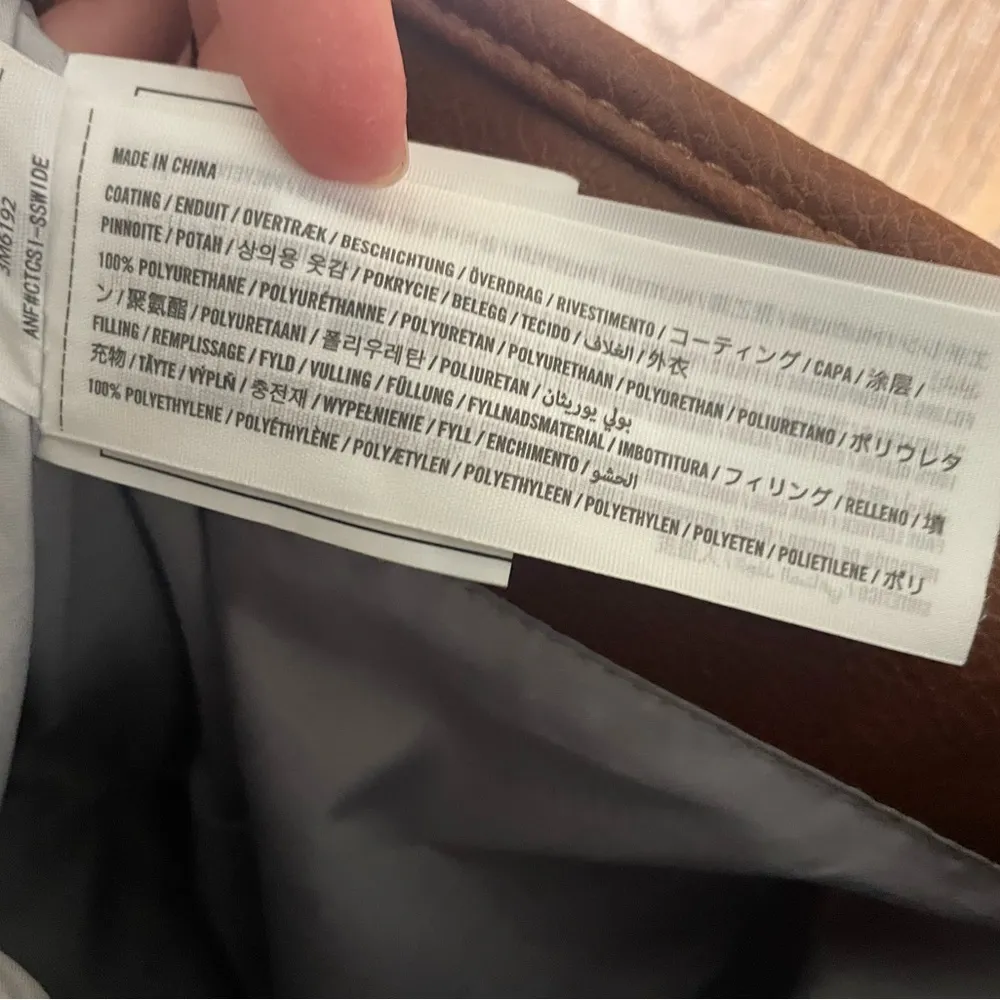 3M6192
ANF#CTCSI-SSWIDE
MADE IN CHINA
COATING / ENDUIT / OVERTRÆK / BESCHICHTUNG / ÖVERDRAG / RIVESTIMENTO / コーティング / CAPA / 涂层 /
PINNOITE / POTAH / 상의용 옷감 / POKRYCIE / BELEGG / TECIDO / الغلاف / 外衣
100% POLYURETHANE / POLYURÉTHANNE / POLYURETAN / POLYURETHAAN / POLYURETHAN / POLIURETANO / ポリウレタ
ン / 聚氨酯 / POLYURETAANI / 폴리우레탄 / POLIURETAN / بولي يوريثان
FILLING / REMPLISSAGE / FYLD / VULLING / FÜLLUNG / FYLLNADSMATERIAL / IMBOTTITURA / フィリング / RELLENO / 填
充物 / TÄYTE / VÝPLŇ / 충전재 / WYPEŁNIENIE / FYLL / ENCHIMENTO / الحشو
100% POLYETHYLENE / POLYÉTHYLÈNE / POLYÆTYLEN / POLYETHYLEEN / POLYETHYLEN / POLYETEN / POLIETILENE / ポリ